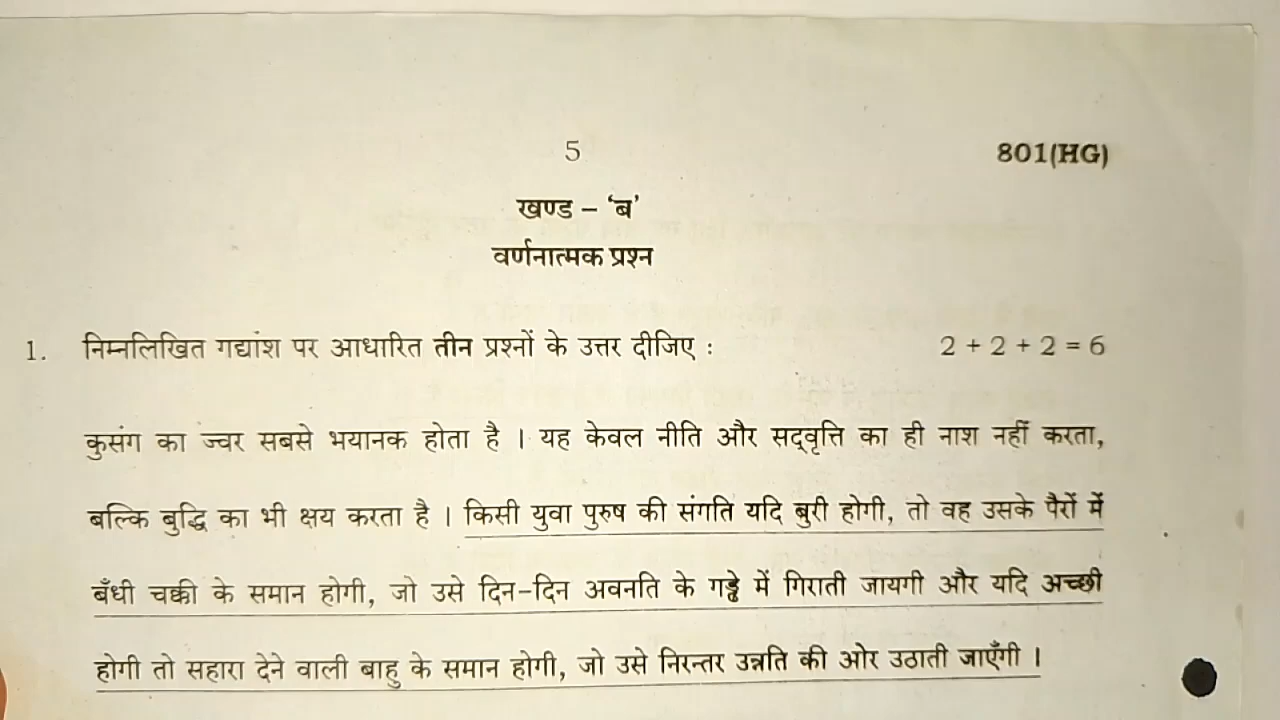 5
801(HG)
खण्ड – ‘ब’
वर्णनात्मक प्रश्न
1. निम्नलिखित गद्यांश पर आधारित तीन प्रश्नों के उत्तर दीजिए : 2 + 2 + 2 = 6
कुसंग का ज्वर सबसे भयानक होता है । यह केवल नीति और सद्‌वृत्ति का ही नाश नहीं करता,
बल्कि बुद्धि का भी क्षय करता है । किसी युवा पुरुष की संगति यदि बुरी होगी, तो वह उसके पैरों में
बँधी चक्की के समान होगी, जो उसे दिन-दिन अवनति के गड्ढे में गिराती जायगी और यदि अच्छी
होगी तो सहारा देने वाली बाहु के समान होगी, जो उसे निरन्तर उन्नति की ओर उठाती जाएँगी ।